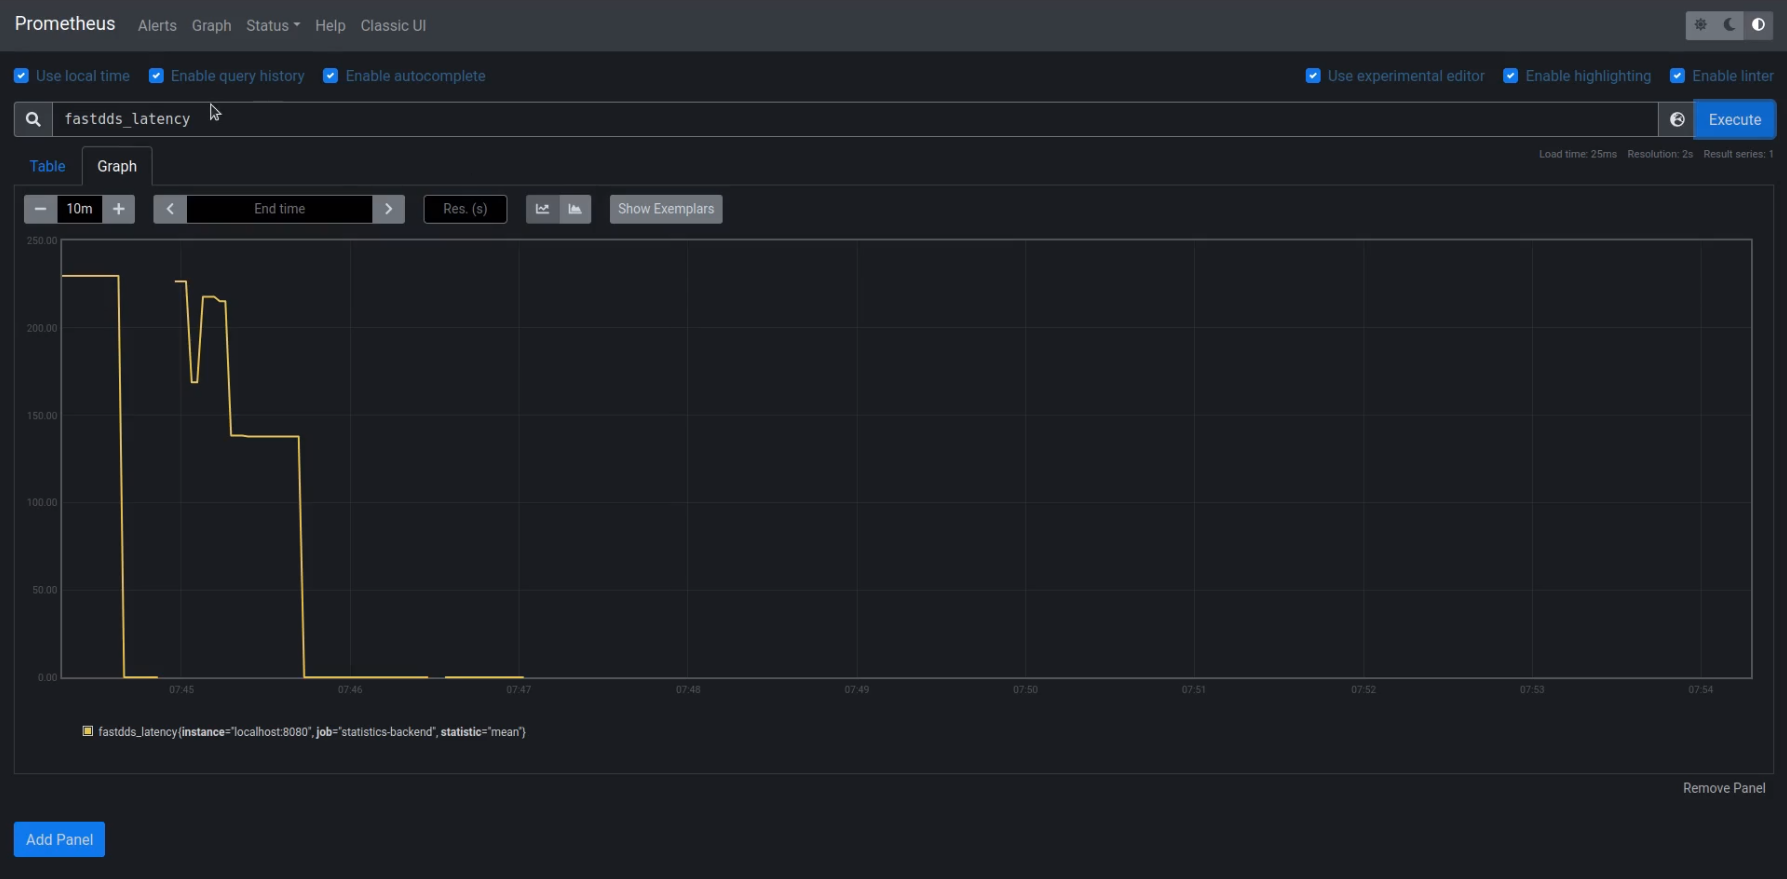 Prometheus Alerts Graph Status Help Classic UI
Use local time Enable query history Enable autocomplete Use experimental editor Enable highlighting Enable linter
fastdds_latency Execute
Load time: 25ms Resolution: 2s Result series: 1
Table Graph
10m End time Res. (s) Show Exemplars
250.00
200.00
150.00
100.00
50.00
0.00
07:45 07:46 07:47 07:48 07:49 07:50 07:51 07:52 07:53 07:54
fastdds_latency{instance="localhost:8080", job="statistics-backend", statistic="mean"}
Remove Panel
Add Panel